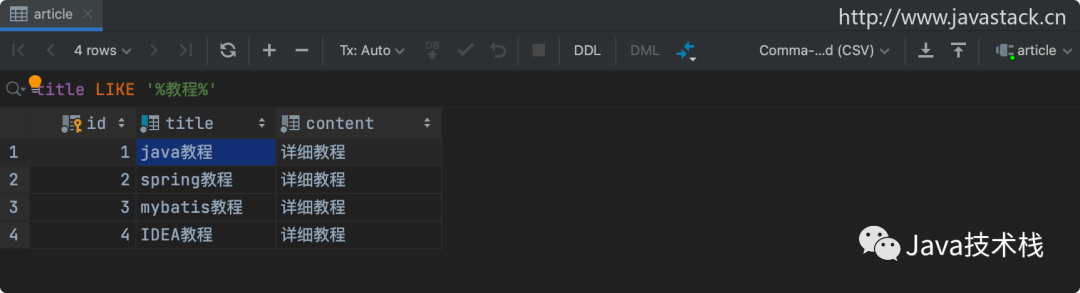 article
http://www.javastack.cn
4 rows Tx: Auto DB DDL DML Comma-...d (CSV) article
title LIKE '%教程%'
id title content
1 1 java教程 详细教程
2 2 spring教程 详细教程
3 3 mybatis教程 详细教程
4 4 IDEA教程 详细教程
Java技术栈